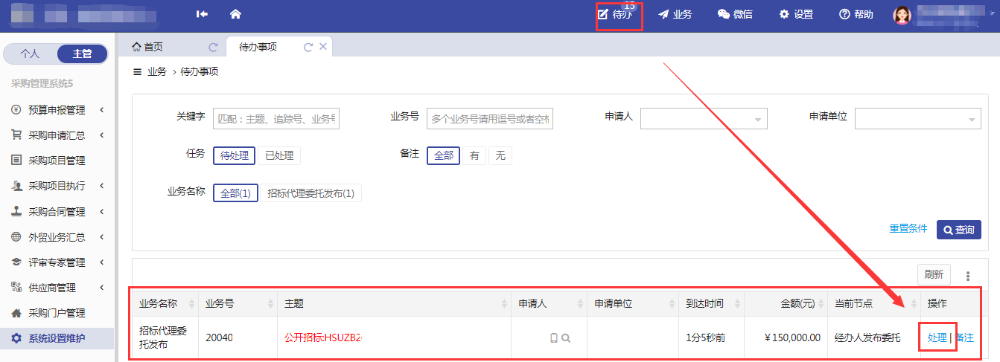 待办 15 业务 微信 设置 帮助
个人 主管
首页 待办事项
业务 > 待办事项
采购管理系统5
预算申报管理
采购申请汇总
采购项目管理
采购项目执行
采购合同管理
外贸业务汇总
评审专家管理
供应商管理
采购门户管理
系统设置维护
关键字 匹配：主题、追踪号、业务号 业务号 多个业务号请用逗号或者空格 申请人 申请单位
任务 待处理 已处理 备注 全部 有 无
业务名称 全部(1) 招标代理委托发布(1)
重置条件 查询
刷新
业务名称 业务号 主题 申请人 申请单位 到达时间 金额(元) 当前节点 操作
招标代理委
托发布 20040 公开招标:HSUZB2 1分5秒前 ¥150,000.00 经办人发布委托 处理 | 备注